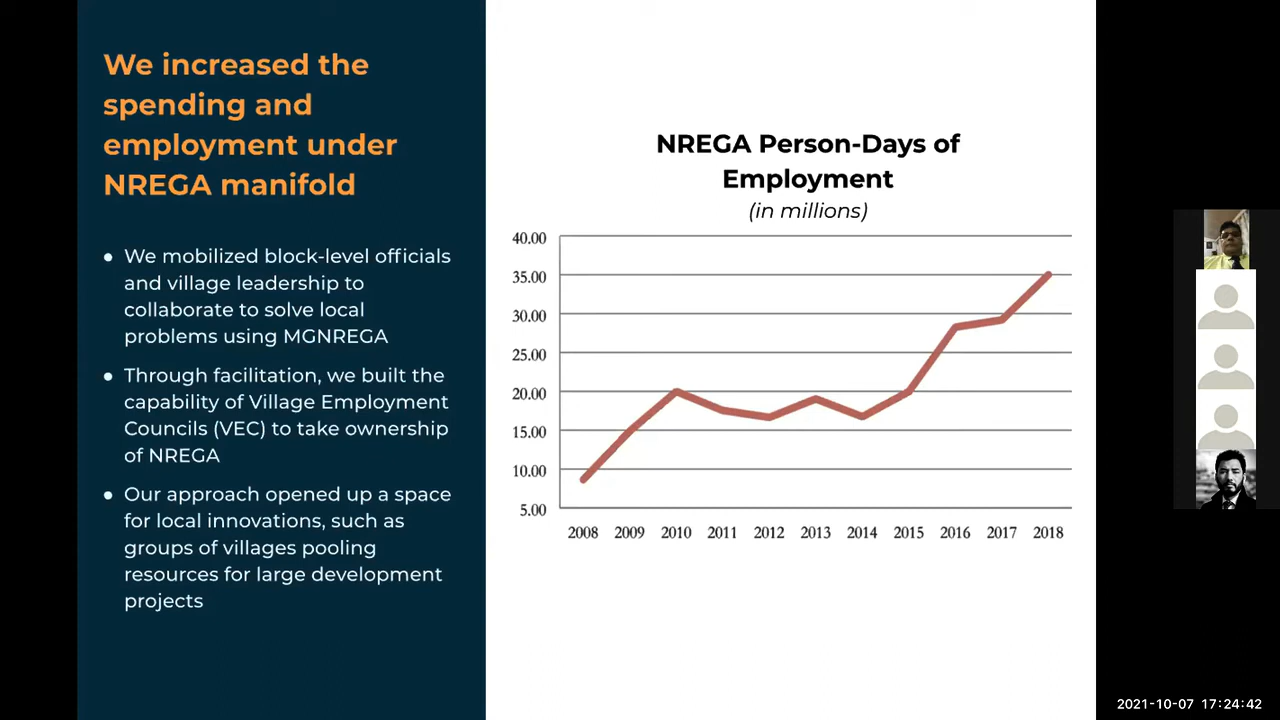 We increased the
spending and
employment under
NREGA manifold
● We mobilized block-level officials
and village leadership to
collaborate to solve local
problems using MGNREGA
● Through facilitation, we built the
capability of Village Employment
Councils (VEC) to take ownership
of NREGA
● Our approach opened up a space
for local innovations, such as
groups of villages pooling
resources for large development
projects
NREGA Person-Days of
Employment
(in millions)
40.00
35.00
30.00
25.00
20.00
15.00
10.00
5.00
2008 2009 2010 2011 2012 2013 2014 2015 2016 2017 2018
2021-10-07 17:24:42